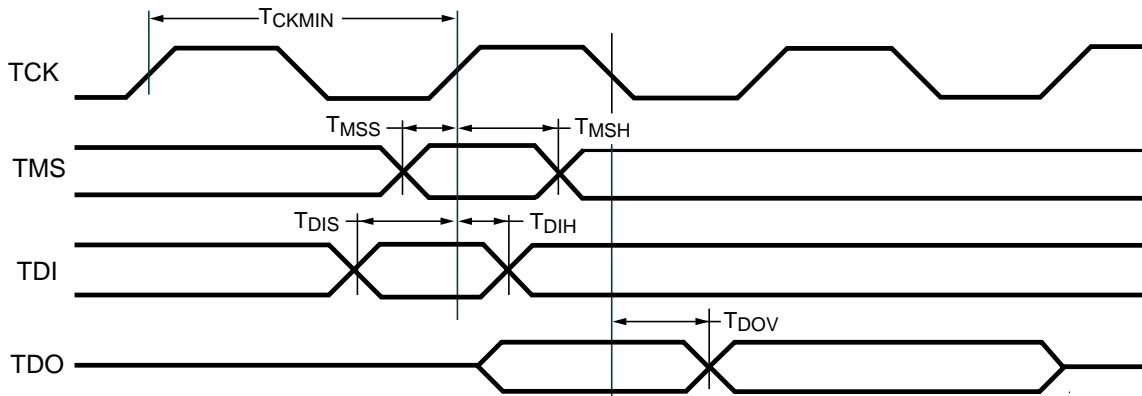 TCKMIN
TCK
TMSS TMSH
TMS
TDIS TDIH
TDI
TDOV
TDO